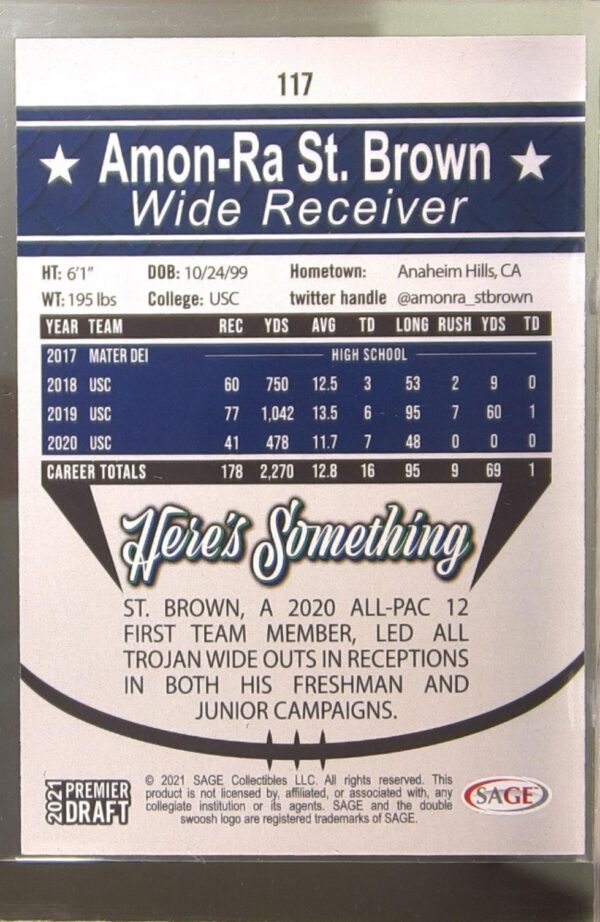 117
Amon-Ra St. Brown
Wide Receiver
HT: 6'1" DOB: 10/24/99 Hometown: Anaheim Hills, CA
WT: 195 lbs College: USC twitter handle @amonra_stbrown
YEAR TEAM REC YDS AVG TD LONG RUSH YDS TD
2017 MATER DEI HIGH SCHOOL
2018 USC 60 750 12.5 3 53 2 9 0
2019 USC 77 1,042 13.5 6 95 7 60 1
2020 USC 41 478 11.7 7 48 0 0 0
CAREER TOTALS 178 2,270 12.8 16 95 9 69 1
Here's Something
ST. BROWN, A 2020 ALL-PAC 12
FIRST TEAM MEMBER, LED ALL
TROJAN WIDE OUTS IN RECEPTIONS
IN BOTH HIS FRESHMAN AND
JUNIOR CAMPAIGNS.
2021 PREMIER
DRAFT
© 2021 SAGE Collectibles LLC. All rights reserved. This
product is not licensed by, affiliated, or associated with, any
collegiate institution or its agents. SAGE and the double
swoosh logo are registered trademarks of SAGE.
SAGE™